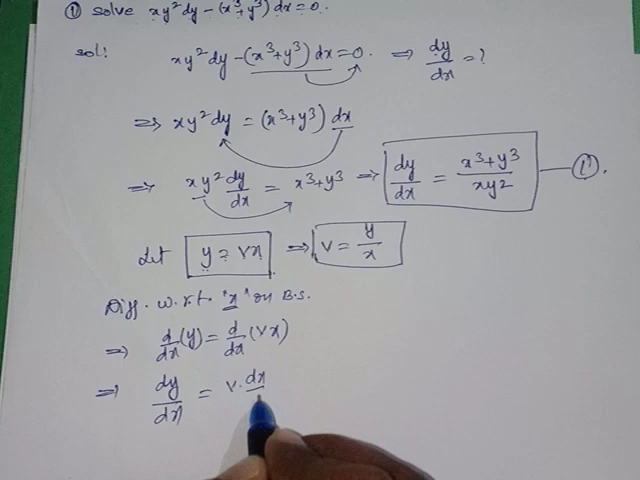 ① solve xy²dy - (x³+y³)dx = 0.
sol: xy²dy - (x³+y³)dx = 0. ⇒ dy/dx = ?
⇒ xy²dy = (x³+y³)dx
⇒ xy² dy/dx = x³+y³ ⇒ dy/dx = x³+y³/xy² — ①.
Let y = vx ⇒ v = y/x
Diff. w.r.t. "x" on B.S.
⇒ d/dx(y) = d/dx(vx)
⇒ dy/dx = v. dx